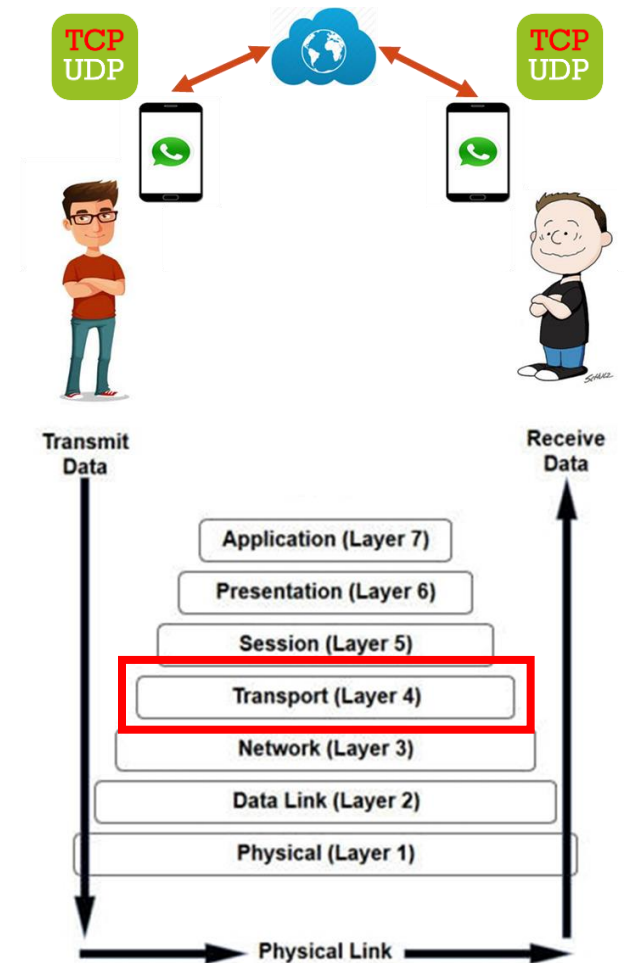 TCP
UDP
TCP
UDP
Transmit
Data
Receive
Data
Application (Layer 7)
Presentation (Layer 6)
Session (Layer 5)
Transport (Layer 4)
Network (Layer 3)
Data Link (Layer 2)
Physical (Layer 1)
Physical Link